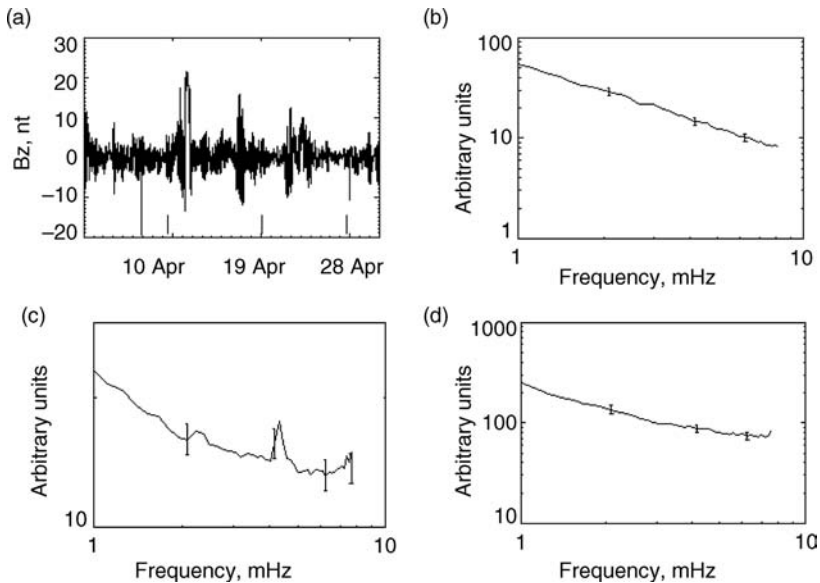 (a)
30
20
10
0
−10
−20
Bz, nt
10 Apr 19 Apr 28 Apr
(b)
100
10
1
Arbitrary units
1 10
Frequency, mHz
(c)
10
Arbitrary units
1 10
Frequency, mHz
(d)
1000
100
10
Arbitrary units
1 10
Frequency, mHz